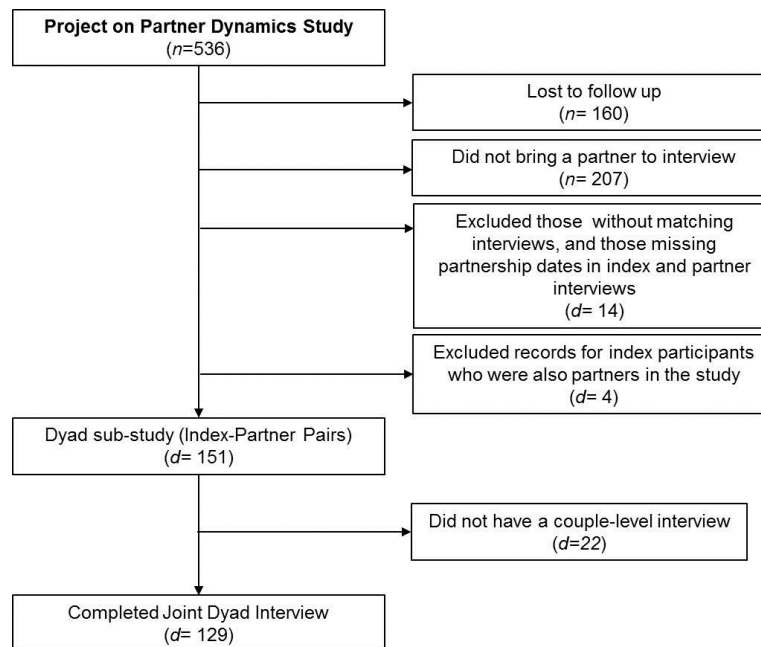 Project on Partner Dynamics Study
(n=536)
Lost to follow up
(n= 160)
Did not bring a partner to interview
(n= 207)
Excluded those  without matching
interviews, and those missing
partnership dates in index and partner
interviews
(d= 14)
Excluded records for index participants
who were also partners in the study
(d= 4)
Dyad sub-study (Index-Partner Pairs)
(d= 151)
Did not have a couple-level interview
(d=22)
Completed Joint Dyad Interview
(d= 129)